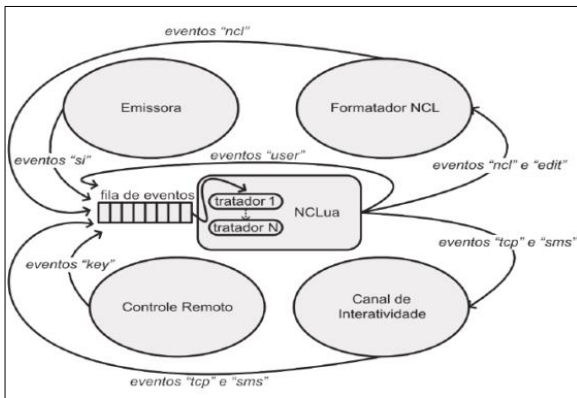 eventos “ncl”
Emissora
Formatador NCL
eventos “si”
eventos “user”
eventos “ncl” e “edit”
fila de eventos
tratador 1
NCLua
tratador N
eventos “tcp” e “sms”
eventos “key”
Controle Remoto
Canal de
Interatividade
eventos “tcp” e “sms”